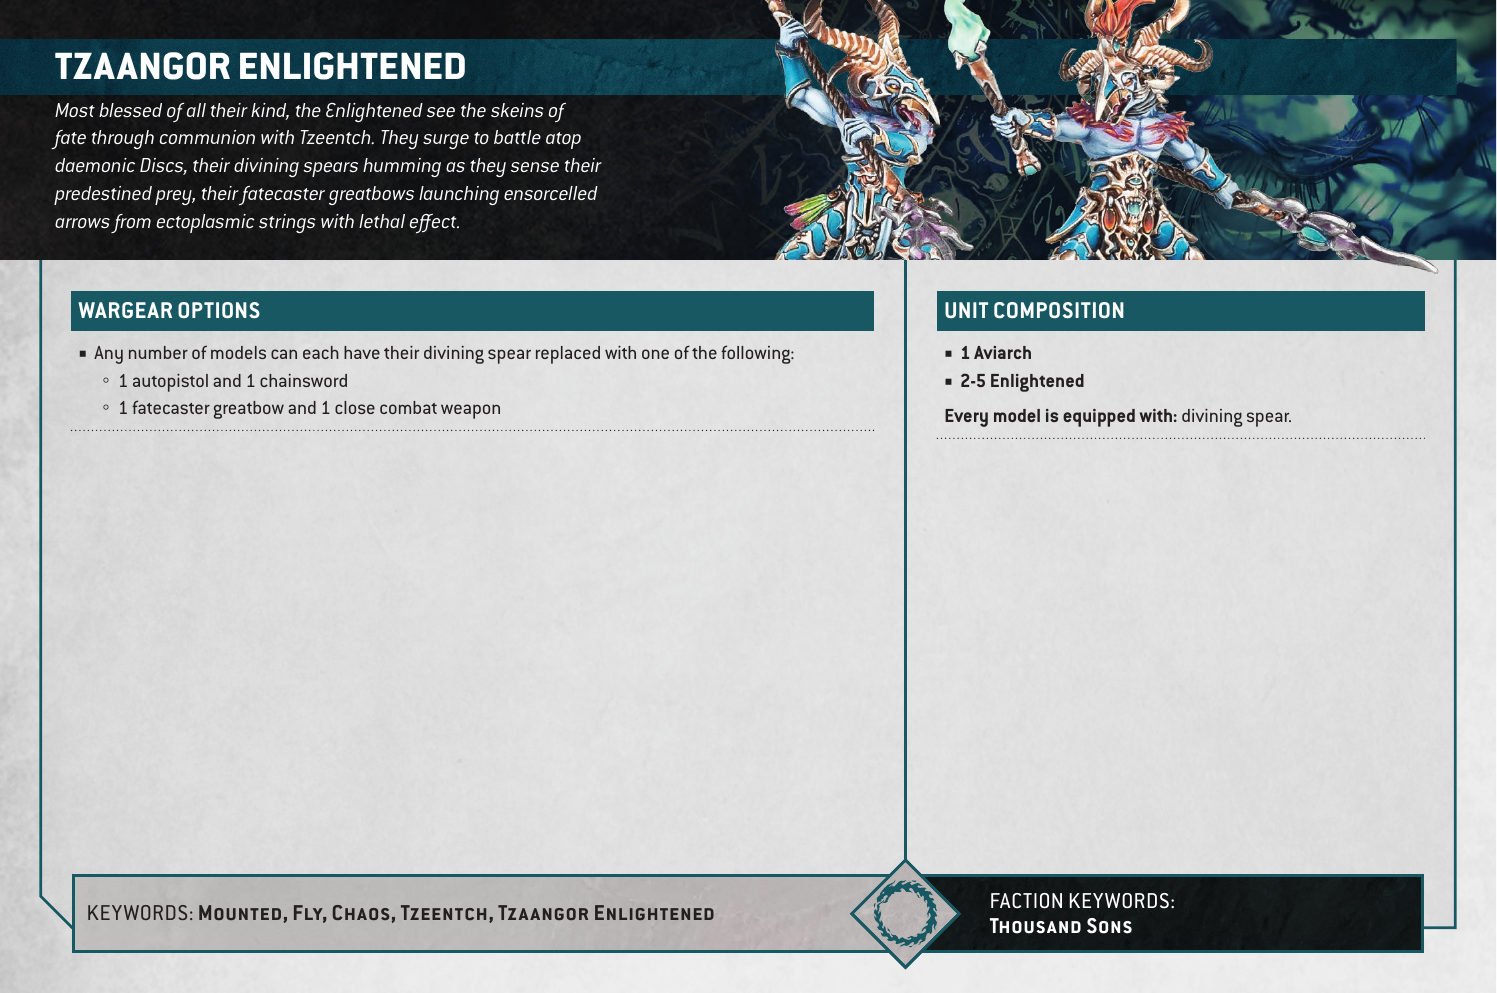 TZAANGOR ENLIGHTENED
Most blessed of all their kind, the Enlightened see the skeins of
fate through communion with Tzeentch. They surge to battle atop
daemonic Discs, their divining spears humming as they sense their
predestined prey, their fatecaster greatbows launching ensorcelled
arrows from ectoplasmic strings with lethal effect.
WARGEAR OPTIONS
▪ Any number of models can each have their divining spear replaced with one of the following:
◦ 1 autopistol and 1 chainsword
◦ 1 fatecaster greatbow and 1 close combat weapon
UNIT COMPOSITION
▪ 1 Aviarch
▪ 2-5 Enlightened
Every model is equipped with: divining spear.
KEYWORDS: Mounted, Fly, Chaos, Tzeentch, Tzaangor Enlightened
FACTION KEYWORDS:
Thousand Sons